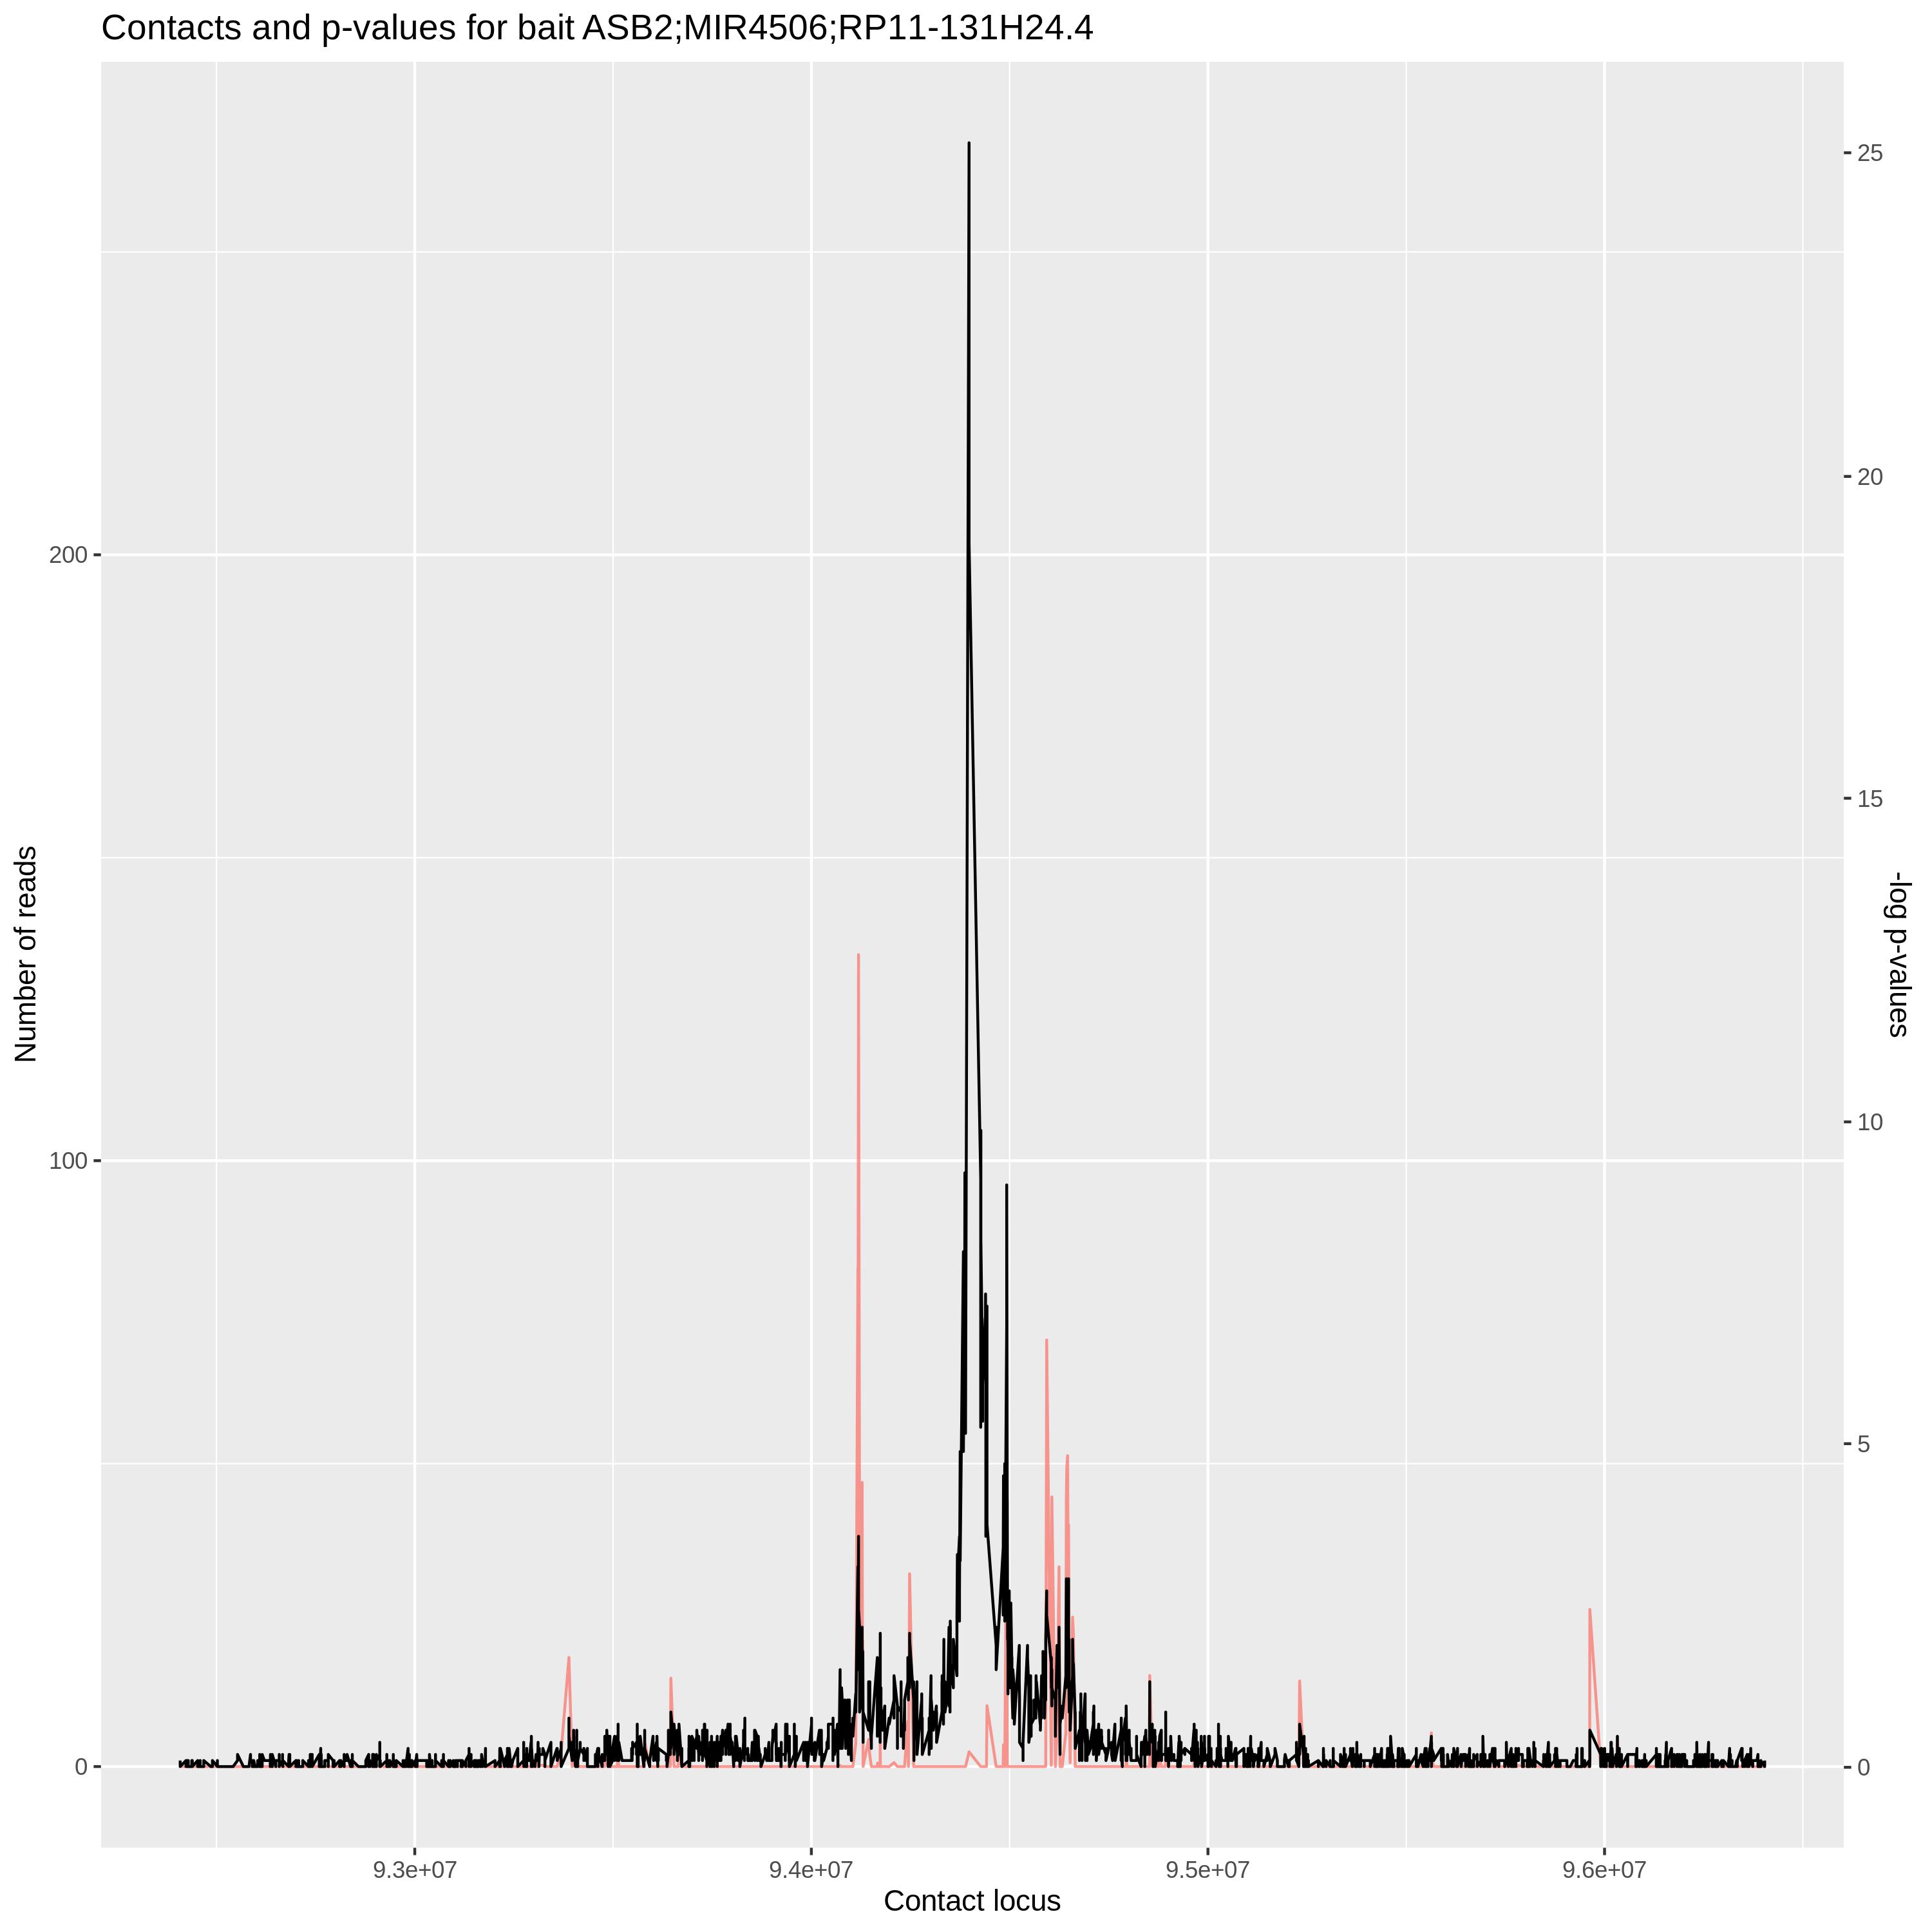 Contacts and p-values for bait ASB2;MIR4506;RP11-131H24.4
Number of reads
200
100
0
25
20
15
10
5
0
-log p-values
9.3e+07 9.4e+07 9.5e+07 9.6e+07
Contact locus